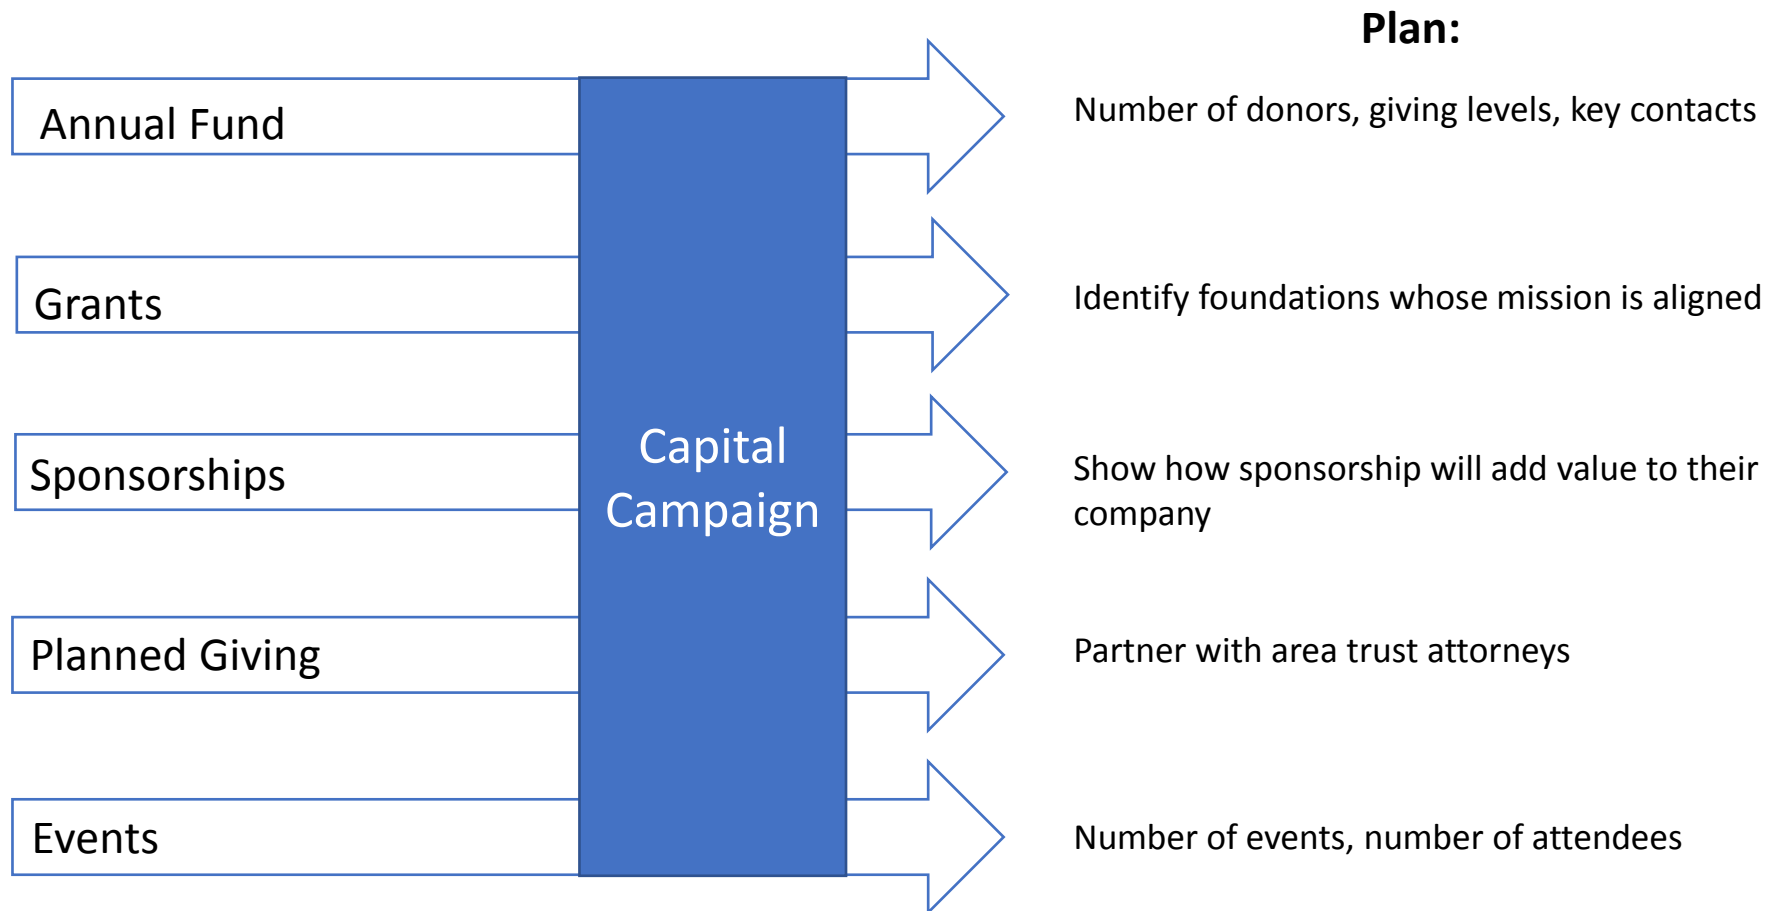 Plan:
Annual Fund
Number of donors, giving levels, key contacts
Grants
Identify foundations whose mission is aligned
Sponsorships
Capital
Campaign
Show how sponsorship will add value to their
company
Planned Giving
Partner with area trust attorneys
Events
Number of events, number of attendees